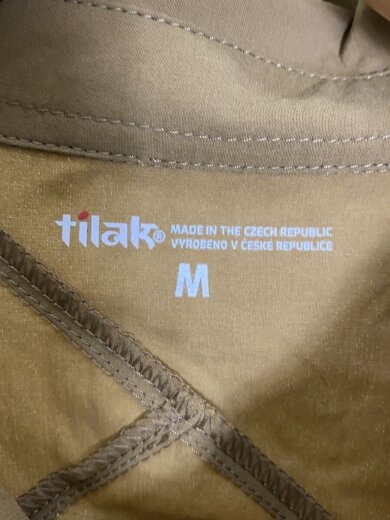 tilak® MADE IN THE CZECH REPUBLIC
VYROBENO V ČESKÉ REPUBLICE
M